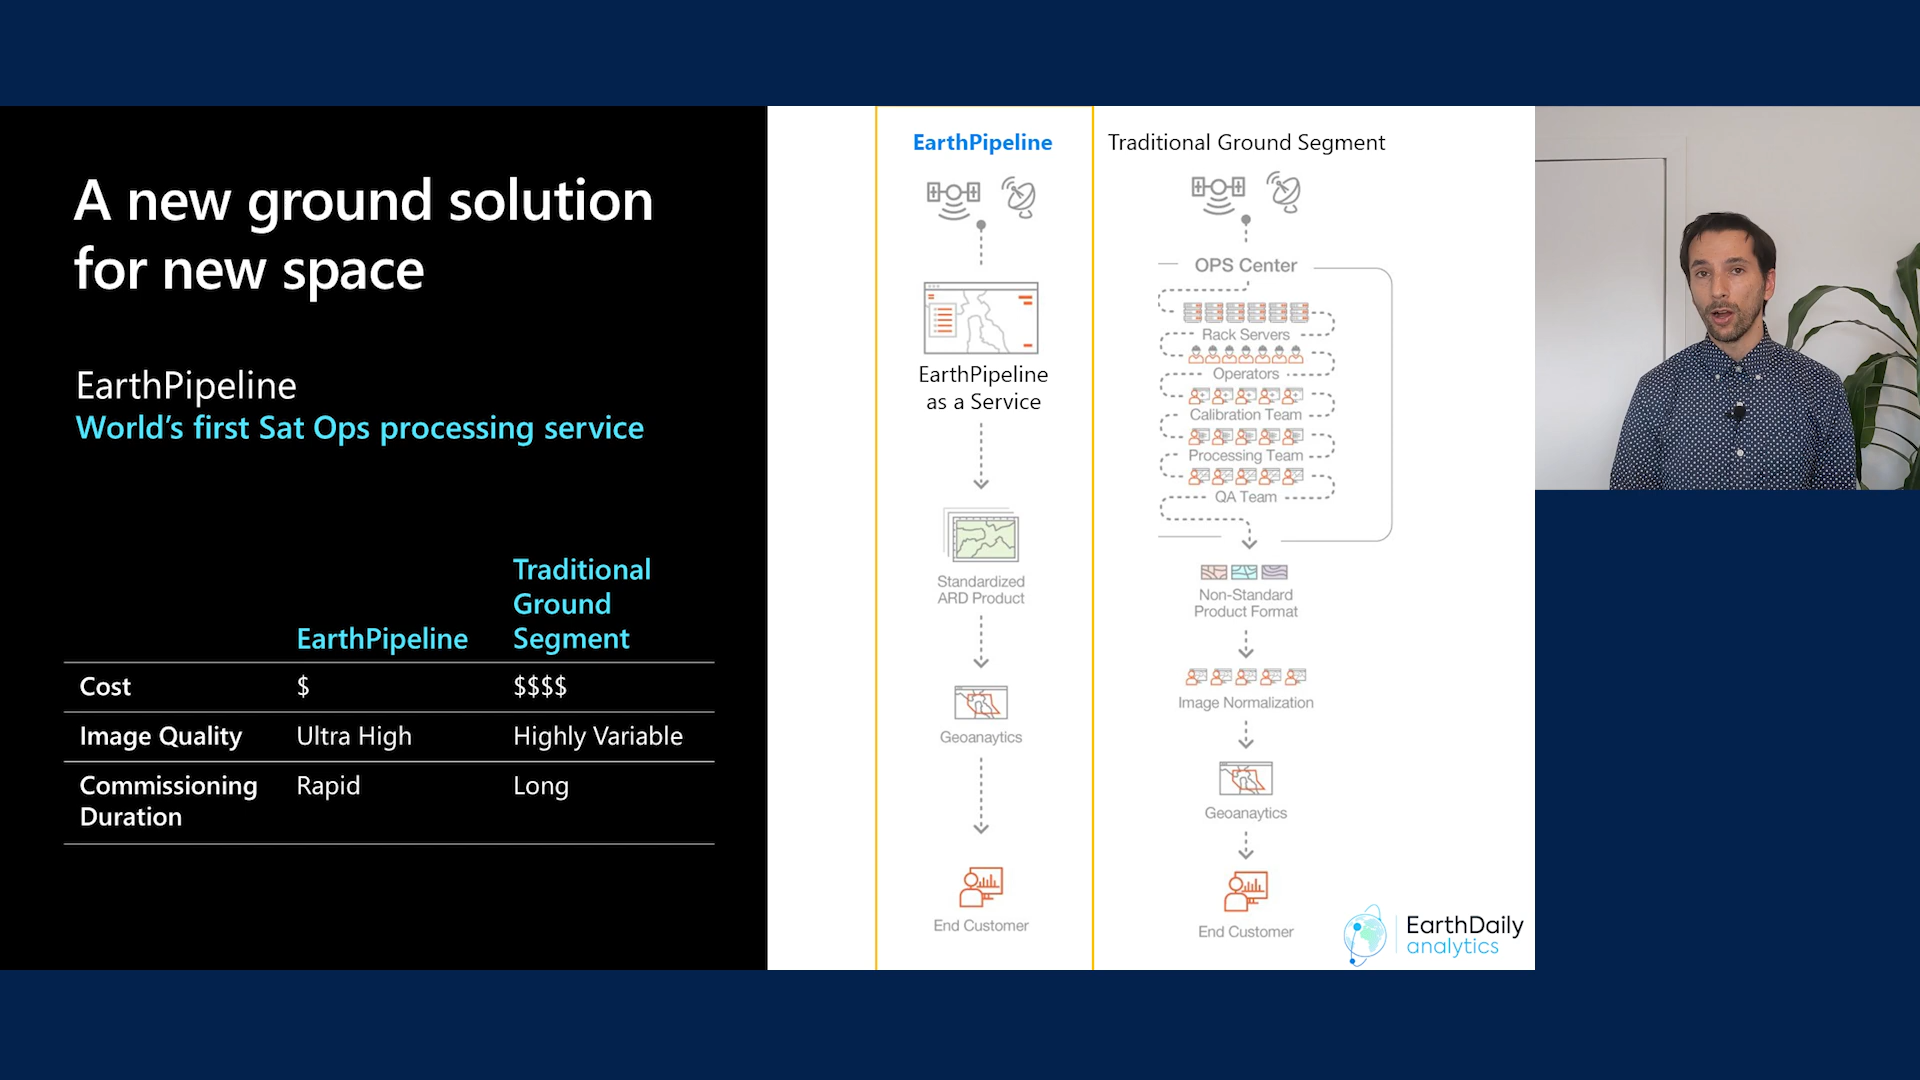 A new ground solution
for new space
EarthPipeline
World's first Sat Ops processing service
EarthPipeline
Traditional
Ground
Segment
Cost
$
$$$$
Image Quality
Ultra High
Highly Variable
Commissioning
Duration
Rapid
Long
EarthPipeline
EarthPipeline
as a Service
Standardized
ARD Product
Geoanaytics
End Customer
Traditional Ground Segment
OPS Center
Rack Servers
Operators
Calibration Team
Processing Team
QA Team
Non-Standard
Product Format
Image Normalization
Geoanaytics
End Customer
EarthDaily
analytics